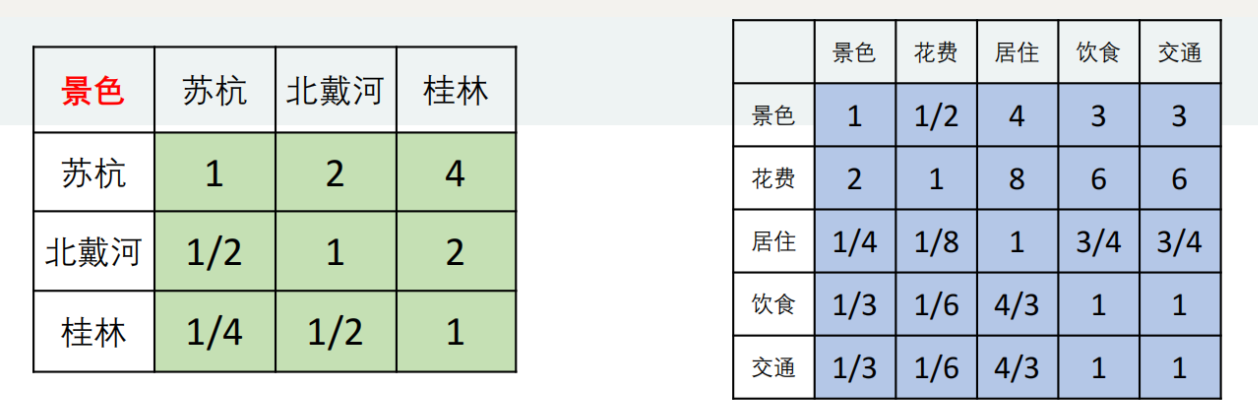 景色 苏杭 北戴河 桂林
苏杭 1 2 4
北戴河 1/2 1 2
桂林 1/4 1/2 1
景色 花费 居住 饮食 交通
景色 1 1/2 4 3 3
花费 2 1 8 6 6
居住 1/4 1/8 1 3/4 3/4
饮食 1/3 1/6 4/3 1 1
交通 1/3 1/6 4/3 1 1